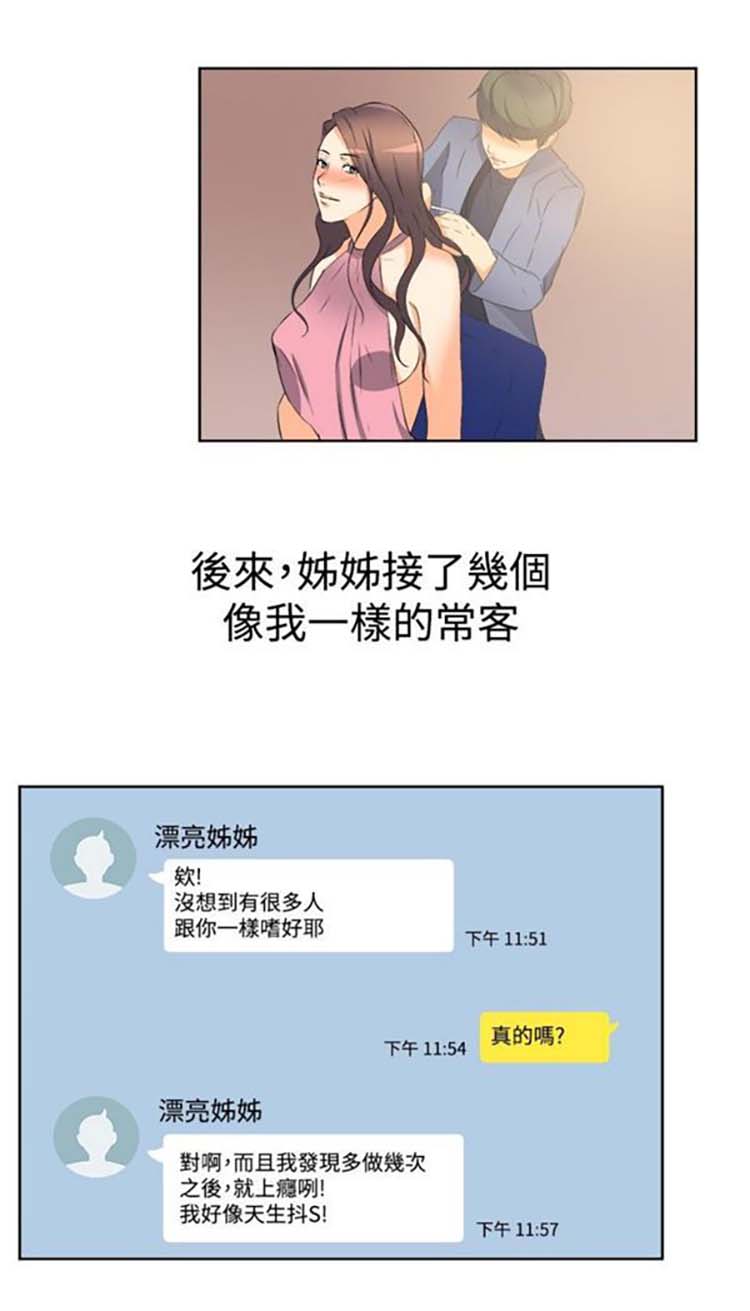 後來，姊姊接了幾個
像我一樣的常客
漂亮姊姊
欸!
沒想到有很多人
跟你一樣嗜好耶
下午 11:51
真的嗎?
下午 11:54
漂亮姊姊
對啊，而且我發現多做幾次
之後，就上癮咧!
我好像天生抖S!
下午 11:57